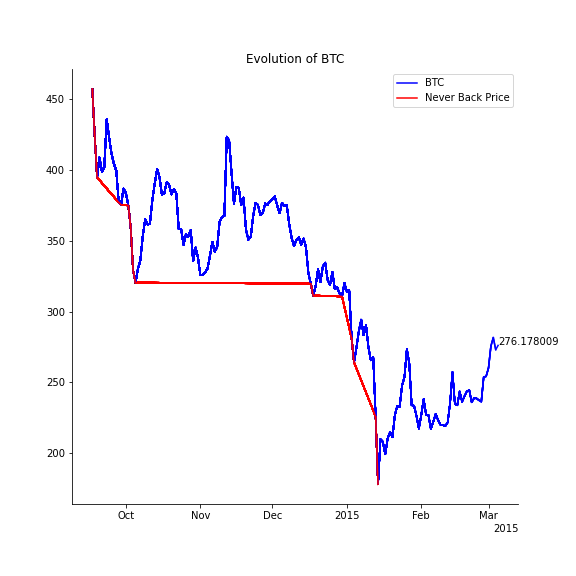 Evolution of BTC
BTC
Never Back Price
450
400
350
300
250
200
276.178009
Oct
Nov
Dec
2015
Feb
Mar
2015